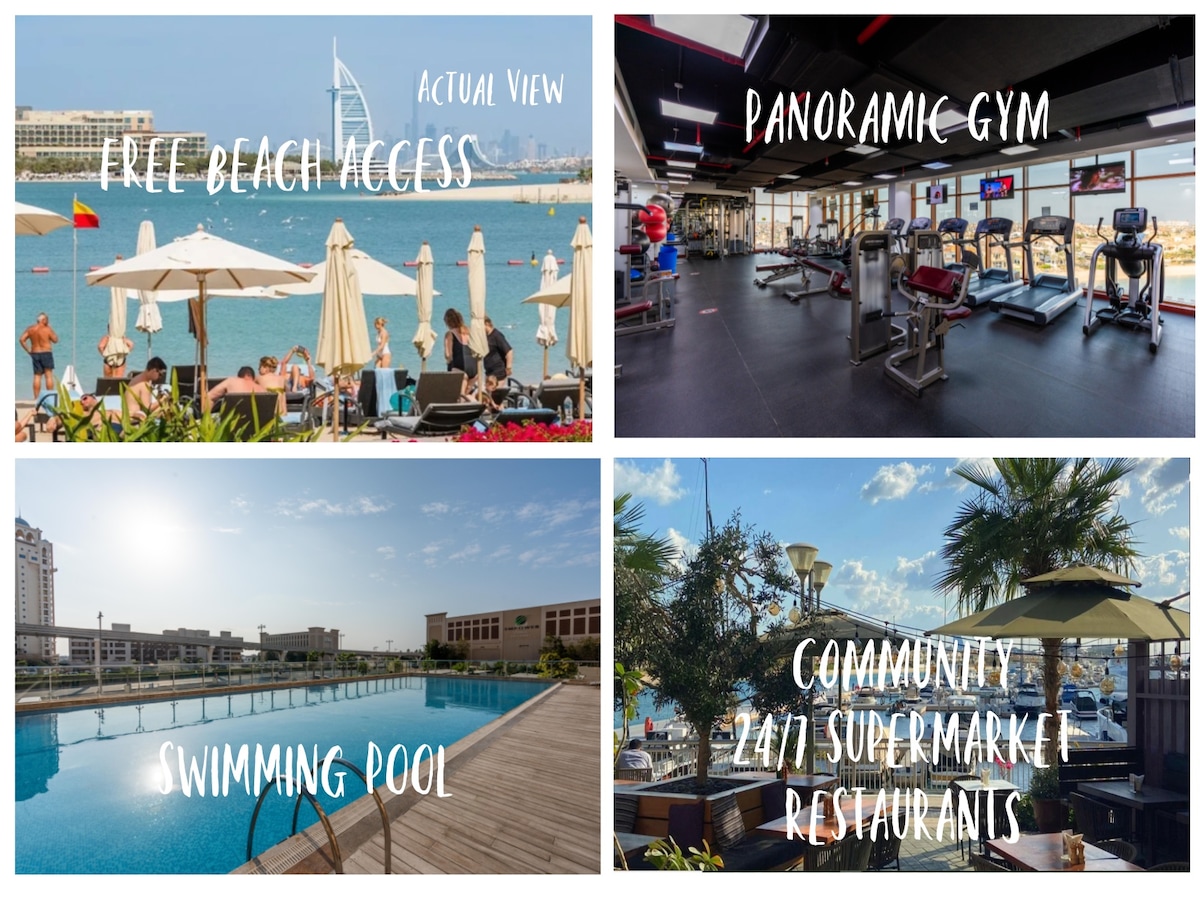 ACTUAL VIEW
FREE BEACH ACCESS
PANORAMIC GYM
SWIMMING POOL
COMMUNITY
24/7 SUPERMARKET
RESTAURANTS